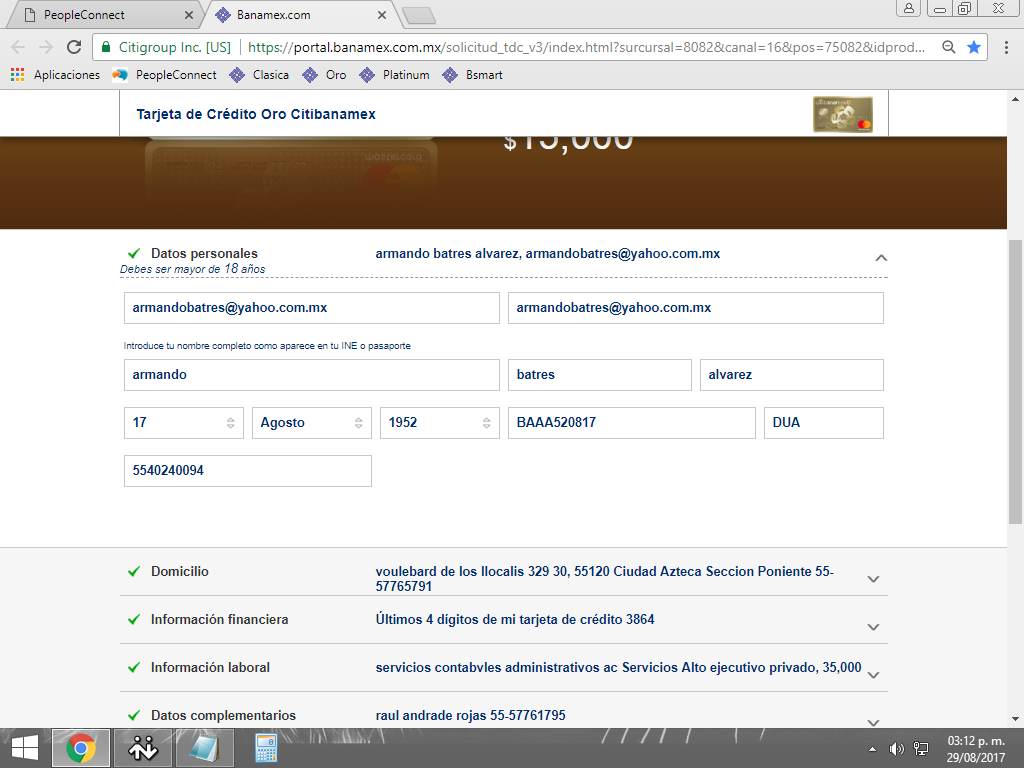 PeopleConnect
Banamex.com
Citigroup Inc. [US]
https://portal.banamex.com.mx/solicitud_tdc_v3/index.html?surcursal=8082&canal=16&pos=75082&idprod...
Aplicaciones PeopleConnect Clasica Oro Platinum Bsmart
Tarjeta de Crédito Oro Citibanamex
$15,000
Datos personales armando batres alvarez, armandobatres@yahoo.com.mx
Debes ser mayor de 18 años
armandobatres@yahoo.com.mx armandobatres@yahoo.com.mx
Introduce tu nombre completo como aparece en tu INE o pasaporte
armando batres alvarez
17 Agosto 1952 BAAA520817 DUA
5540240094
Domicilio voulebard de los llocalis 329 30, 55120 Ciudad Azteca Seccion Poniente 55-
57765791
Información financiera Últimos 4 dígitos de mi tarjeta de crédito 3864
Información laboral servicios contabvles administrativos ac Servicios Alto ejecutivo privado, 35,000
Datos complementarios raul andrade rojas 55-57761795
03:12 p. m.
29/08/2017